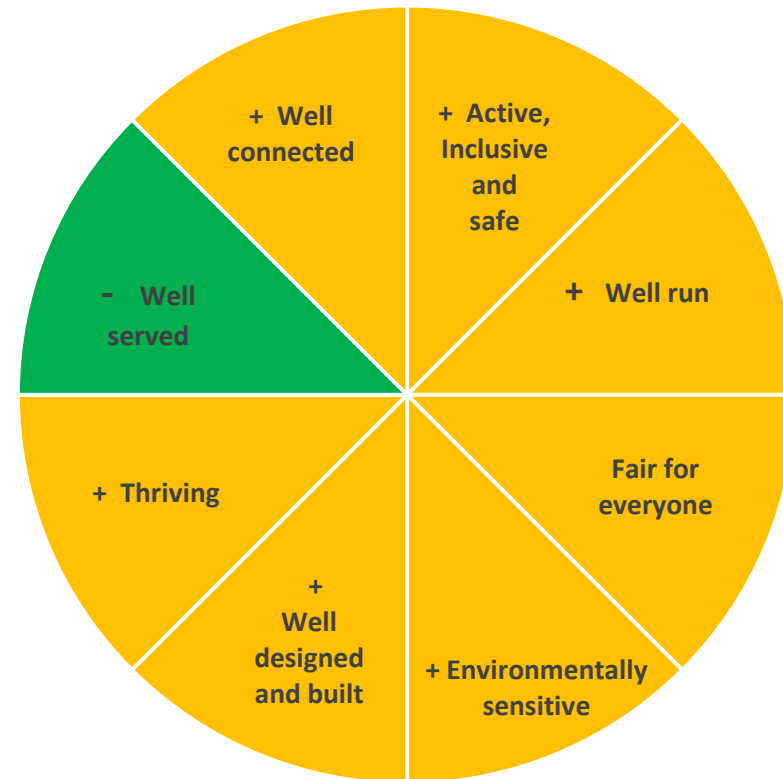 + Well
connected
+ Active,
Inclusive
and
safe
- Well
served
+ Well run
+ Thriving
Fair for
everyone
+
Well
designed
and built
+ Environmentally
sensitive